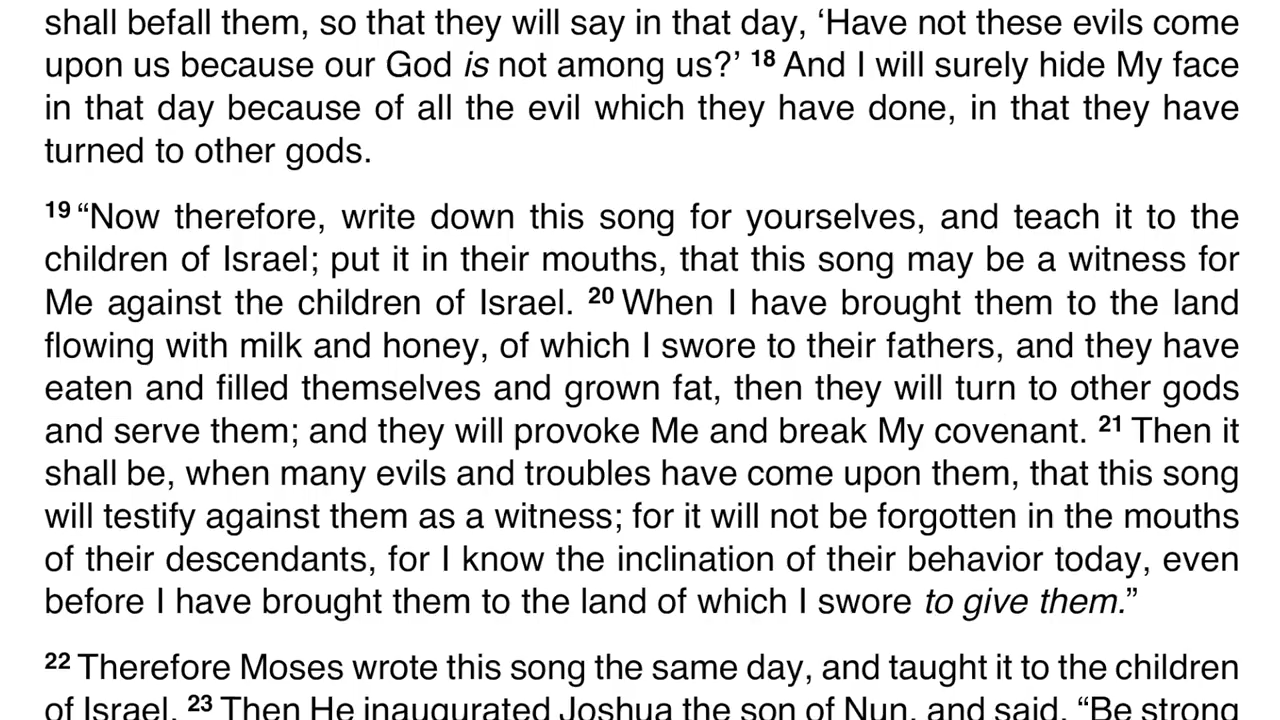 shall befall them, so that they will say in that day, ‘Have not these evils come
upon us because our God is not among us?’ 18 And I will surely hide My face
in that day because of all the evil which they have done, in that they have
turned to other gods.
19 “Now therefore, write down this song for yourselves, and teach it to the
children of Israel; put it in their mouths, that this song may be a witness for
Me against the children of Israel. 20 When I have brought them to the land
flowing with milk and honey, of which I swore to their fathers, and they have
eaten and filled themselves and grown fat, then they will turn to other gods
and serve them; and they will provoke Me and break My covenant. 21 Then it
shall be, when many evils and troubles have come upon them, that this song
will testify against them as a witness; for it will not be forgotten in the mouths
of their descendants, for I know the inclination of their behavior today, even
before I have brought them to the land of which I swore to give them.”
22 Therefore Moses wrote this song the same day, and taught it to the children
of Israel. 23 Then He inaugurated Joshua the son of Nun, and said, “Be strong